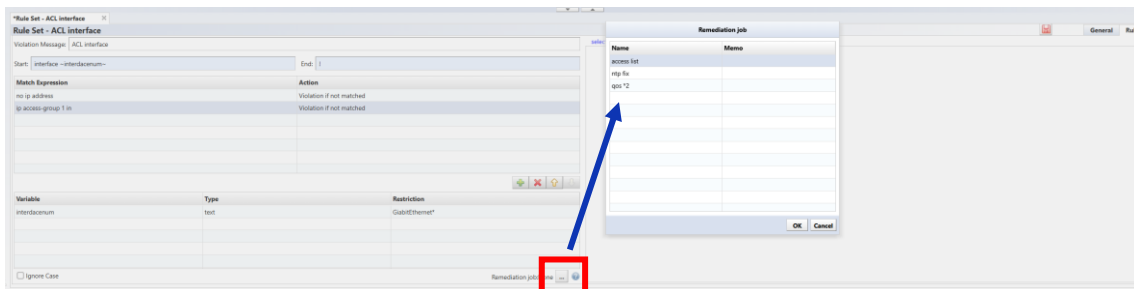 *Rule Set - ACL interface
Rule Set - ACL interface
General
Violation Message: ACL interface
Start: interface ~interdacenum~
End: !
Match Expression Action
no ip address Violation if not matched
ip access-group 1 in Violation if not matched
Variable Type Restriction
interdacenum text GiabitEthernet*
Ignore Case
Remediation job
...
Remediation job
Name Memo
access list
ntp fix
qos *2
OK Cancel